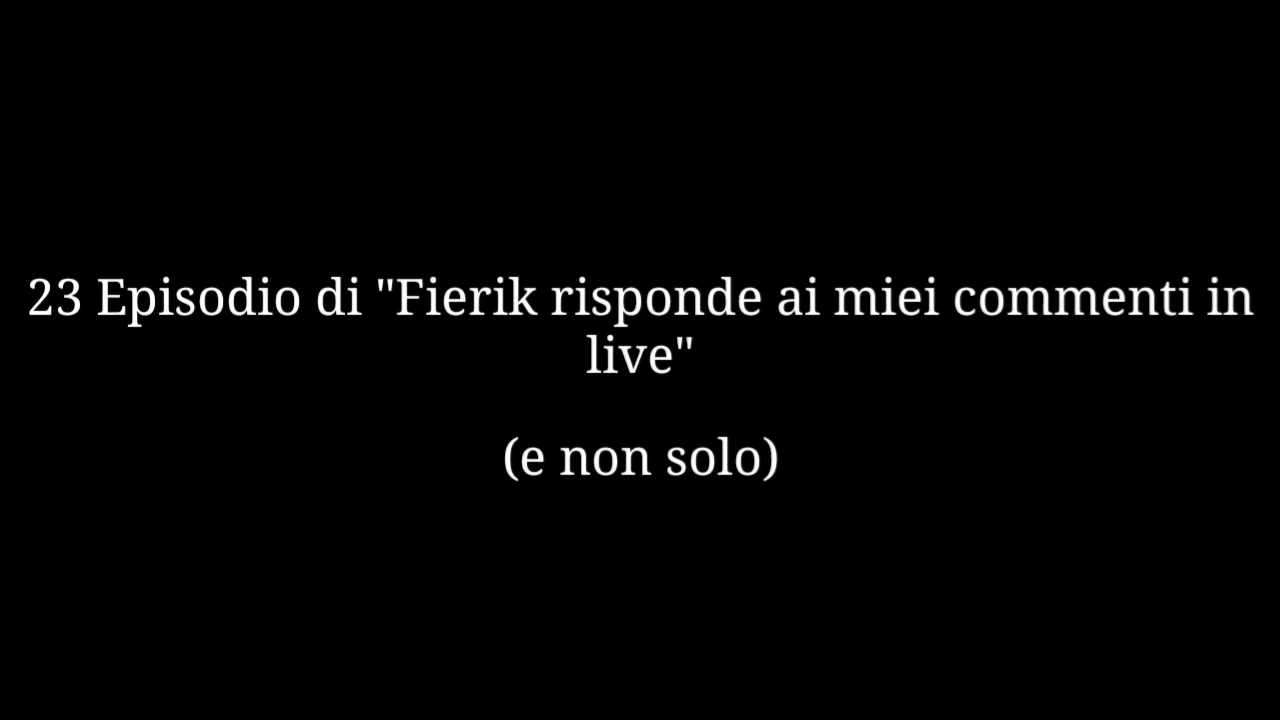 23 Episodio di "Fierik risponde ai miei commenti in
live"
(e non solo)